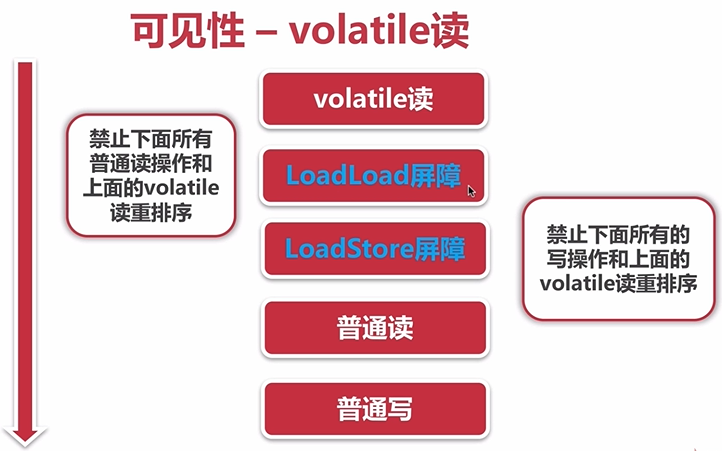 可见性 – volatile读
volatile读
禁止下面所有
普通读操作和
上面的volatile
读重排序
LoadLoad屏障
LoadStore屏障
禁止下面所有的
写操作和上面的
volatile读重排序
普通读
普通写